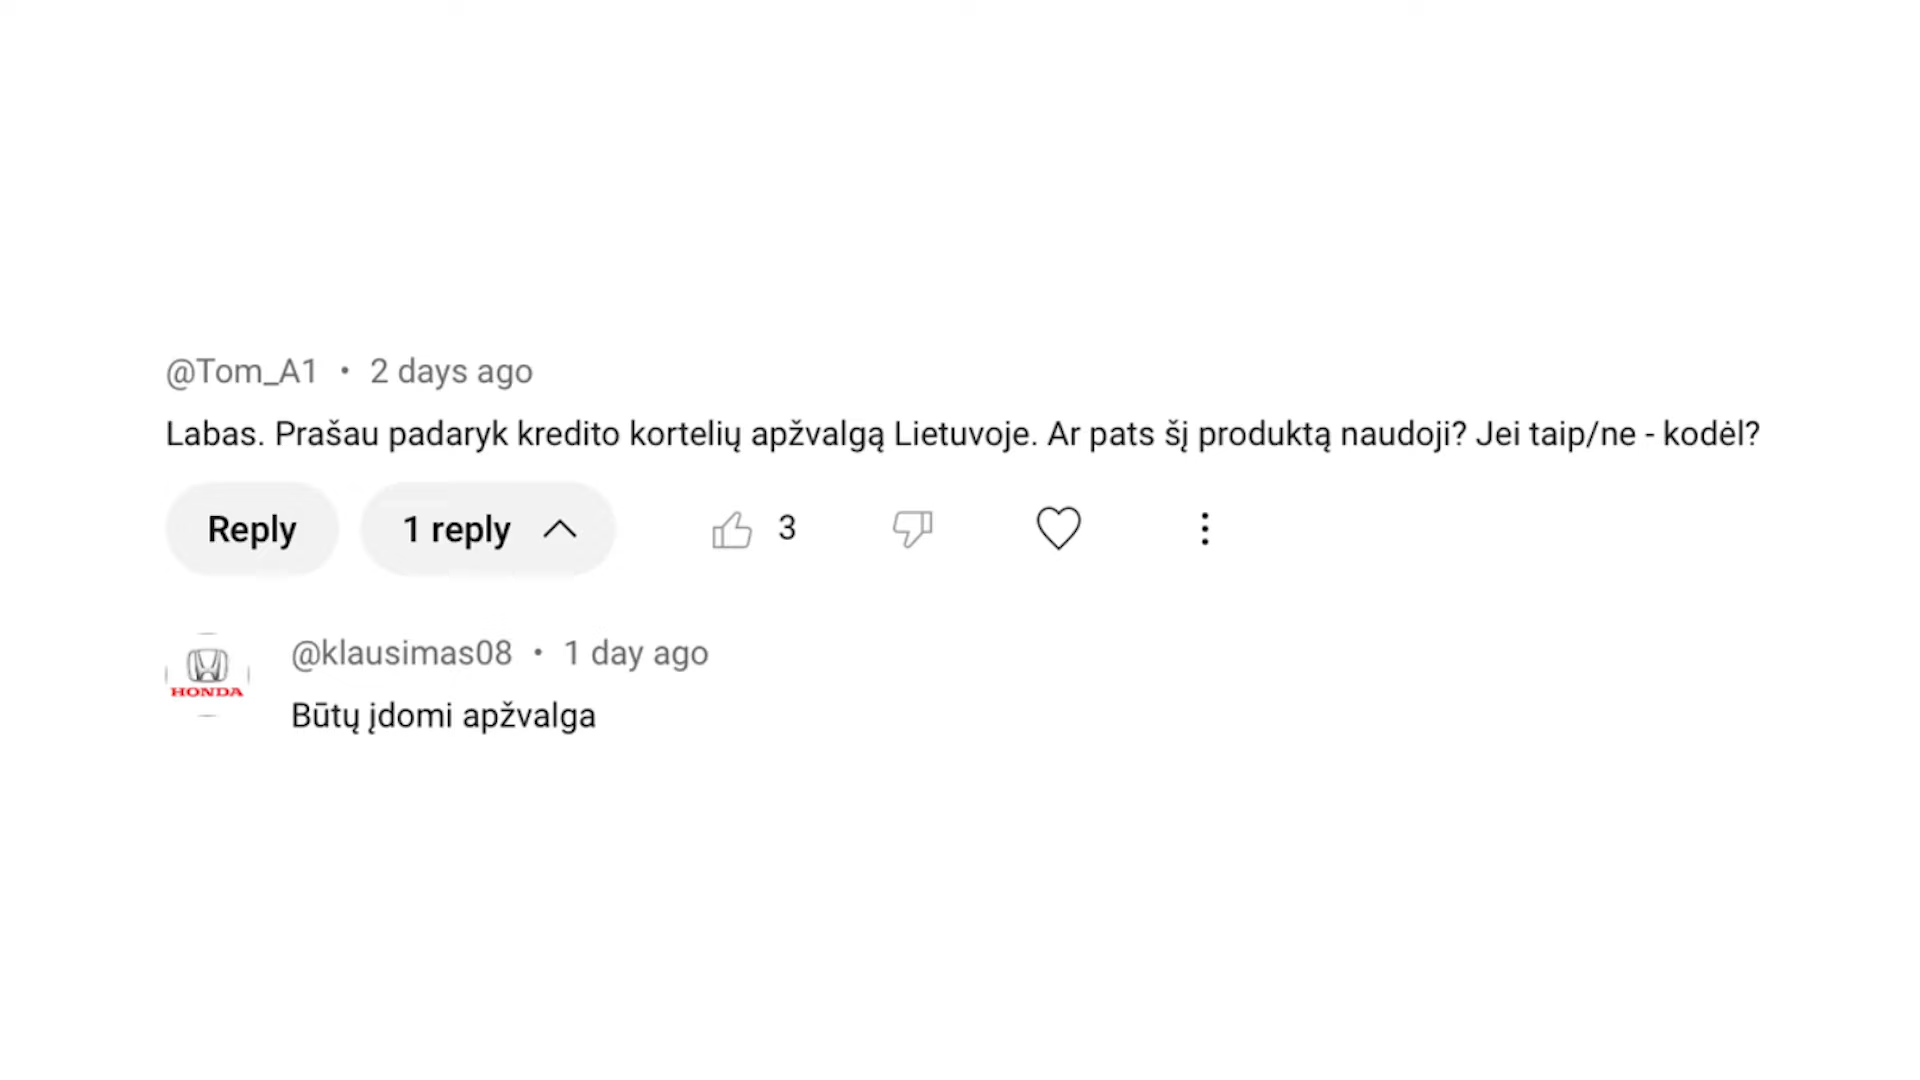 @Tom_A1 • 2 days ago
Labas. Prašau padaryk kredito kortelių apžvalgą Lietuvoje. Ar pats šį produktą naudoji? Jei taip/ne - kodėl?
Reply 1 reply 3
@klausimas08 • 1 day ago
HONDA
Būtų įdomi apžvalga